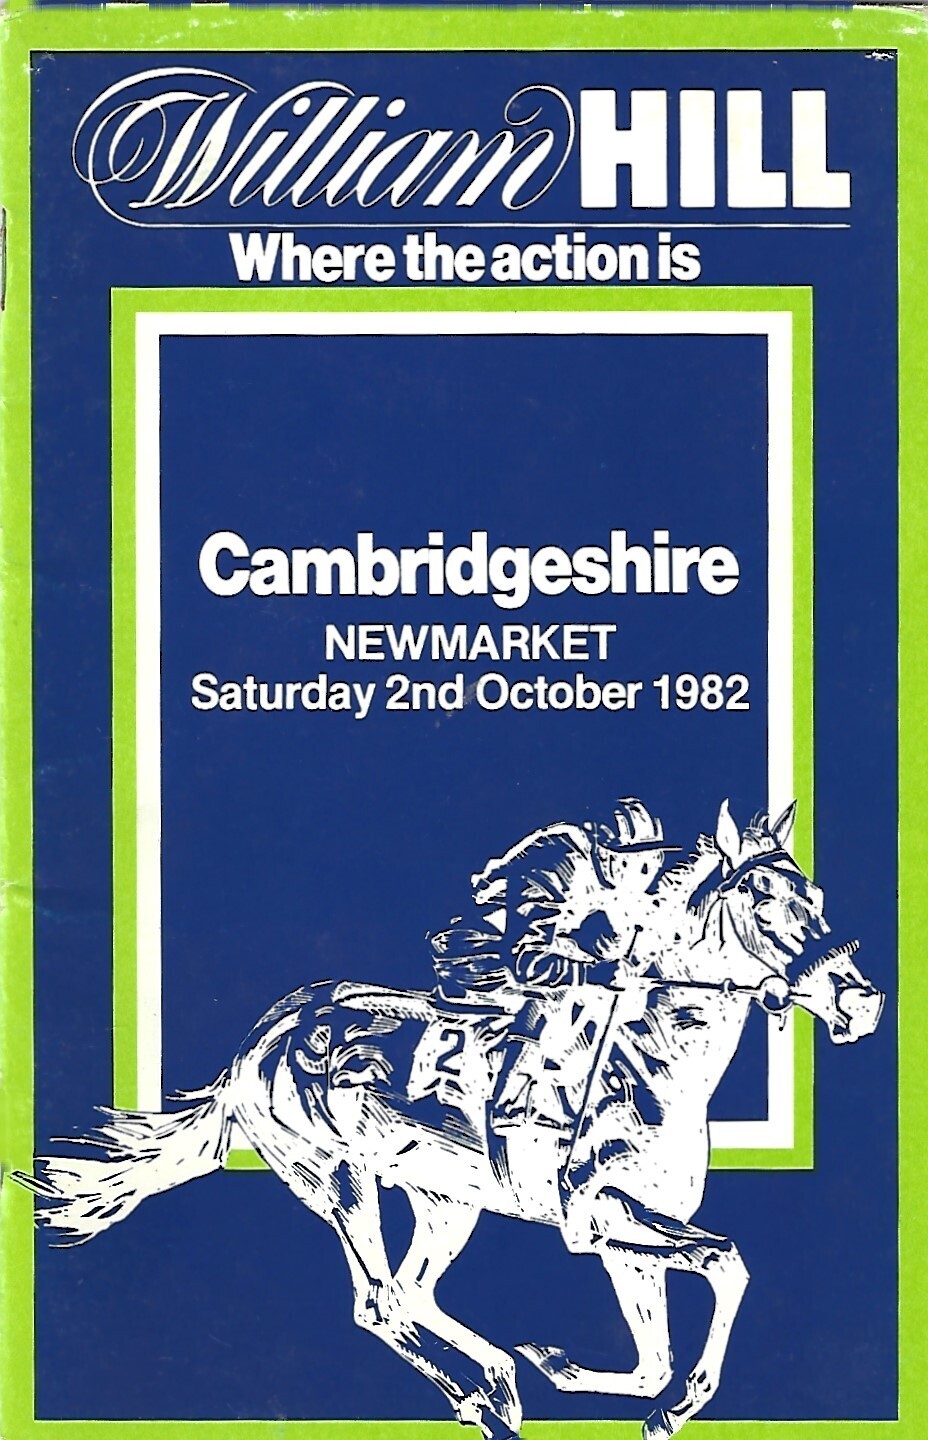 William HILL
Where the action is
Cambridgeshire
NEWMARKET
Saturday 2nd October 1982
2